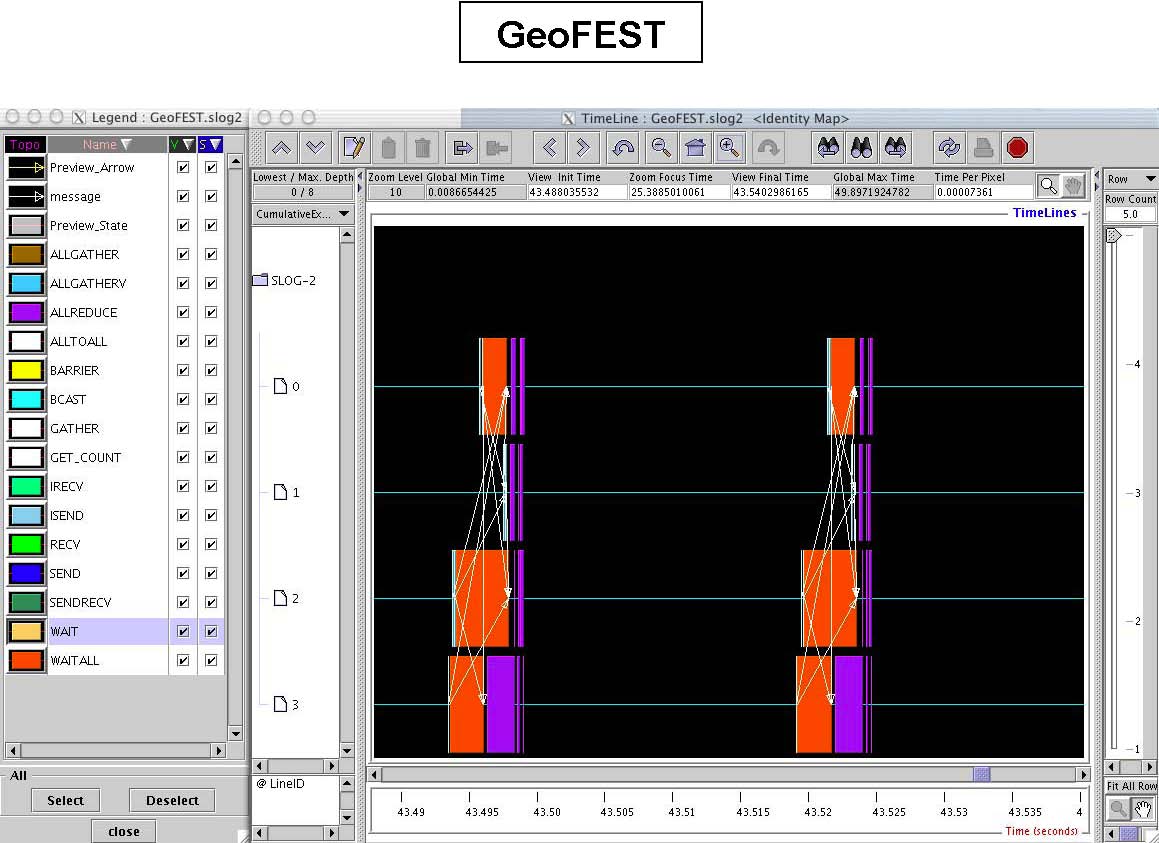 GeoFEST
Legend : GeoFEST.slog2
Topo Name V S
Preview_Arrow
message
Preview_State
ALLGATHER
ALLGATHERV
ALLREDUCE
ALLTOALL
BARRIER
BCAST
GATHER
GET_COUNT
IRECV
ISEND
RECV
SEND
SENDRECV
WAIT
WAITALL
All
Select Deselect
close
TimeLine : GeoFEST.slog2 <Identity Map>
Lowest / Max. Depth Zoom Level Global Min Time View Init Time Zoom Focus Time View Final Time Global Max Time Time Per Pixel
0 / 8 10 0.0086654425 43.488035532 25.3885010061 43.5402986165 49.8971924782 0.00007361
CumulativeEx...
TimeLines
SLOG-2
0
1
2
3
@ LineID
43.49 43.495 43.50 43.505 43.51 43.515 43.52 43.525 43.53 43.535 4
Time (seconds)
Row
Row Count
5.0
4
3
2
1
Fit All Row